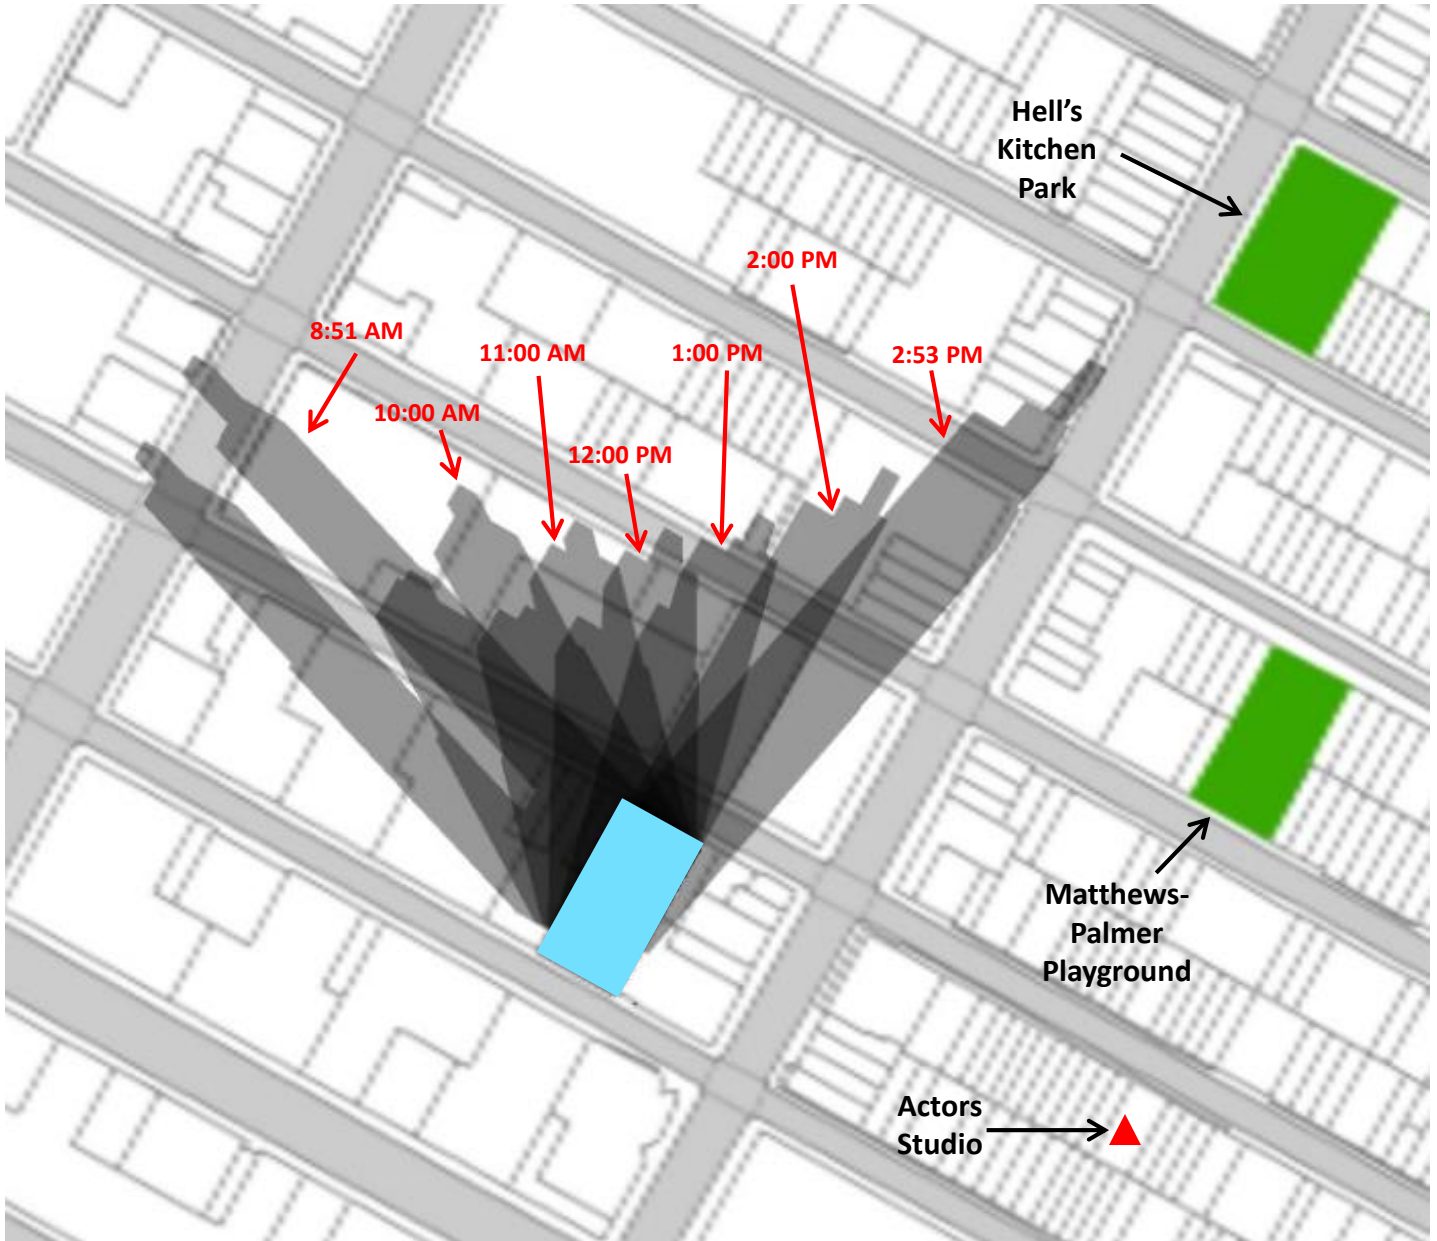 Hell’s
Kitchen
Park
2:00 PM
8:51 AM
11:00 AM
1:00 PM
2:53 PM
10:00 AM
12:00 PM
Matthews-
Palmer
Playground
Actors
Studio